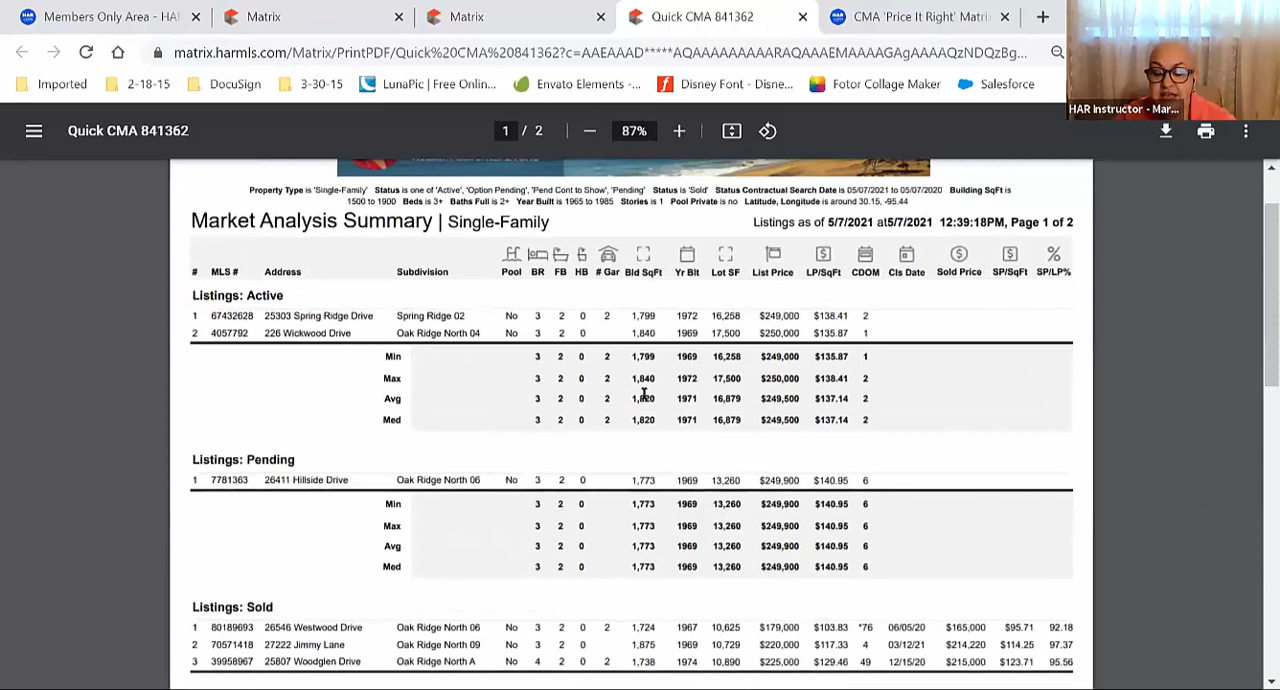 Members Only Area - HA
Matrix
Matrix
Quick CMA 841362
CMA 'Price It Right' Matri
matrix.harmls.com/Matrix/PrintPDF/Quick%20CMA%20841362?c=AAEAAAD*****AQAAAAAAAAARAQAAAEMAAAAGAgAAAAQzNDQzBg...
Imported
2-18-15
DocuSign
3-30-15
LunaPic | Free Onlin...
Envato Elements -...
Disney Font - Disne...
Fotor Collage Maker
Salesforce
HAR Instructor - Mar...
Quick CMA 841362
1 / 2
87%
Property Type is 'Single-Family' Status is one of 'Active', 'Option Pending', 'Pend Cont to Show', 'Pending' Status is 'Sold' Status Contractual Search Date is 05/07/2021 to 05/07/2020 Building SqFt is
1500 to 1900 Beds is 3+ Baths Full is 2+ Year Built is 1965 to 1985 Stories is 1 Pool Private is no Latitude, Longitude is around 30.15, -95.44
Market Analysis Summary | Single-Family
Listings as of 5/7/2021 at5/7/2021 12:39:18PM, Page 1 of 2
# MLS # Address Subdivision Pool BR FB HB # Gar Bld SqFt Yr Blt Lot SF List Price LP/SqFt CDOM Cls Date Sold Price SP/SqFt SP/LP%
Listings: Active
1 67432628 25303 Spring Ridge Drive Spring Ridge 02 No 3 2 0 2 1,799 1972 16,258 $249,000 $138.41 2
2 4057792 226 Wickwood Drive Oak Ridge North 04 No 3 2 0 1,840 1969 17,500 $250,000 $135.87 1
Min 3 2 0 2 1,799 1969 16,258 $249,000 $135.87 1
Max 3 2 0 2 1,840 1972 17,500 $250,000 $138.41 2
Avg 3 2 0 2 1,820 1971 16,879 $249,500 $137.14 2
Med 3 2 0 2 1,820 1971 16,879 $249,500 $137.14 2
Listings: Pending
1 7781363 26411 Hillside Drive Oak Ridge North 06 No 3 2 0 1,773 1969 13,260 $249,900 $140.95 6
Min 3 2 0 1,773 1969 13,260 $249,900 $140.95 6
Max 3 2 0 1,773 1969 13,260 $249,900 $140.95 6
Avg 3 2 0 1,773 1969 13,260 $249,900 $140.95 6
Med 3 2 0 1,773 1969 13,260 $249,900 $140.95 6
Listings: Sold
1 80189693 26546 Westwood Drive Oak Ridge North 06 No 3 2 0 2 1,724 1967 10,625 $179,000 $103.83 *76 06/05/20 $165,000 $95.71 92.18
2 70571418 27222 Jimmy Lane Oak Ridge North 09 No 3 2 0 1,875 1969 10,729 $220,000 $117.33 4 03/12/21 $214,220 $114.25 97.37
3 39958967 25807 Woodglen Drive Oak Ridge North A No 4 2 0 2 1,738 1974 10,890 $225,000 $129.46 49 12/15/20 $215,000 $123.71 95.56